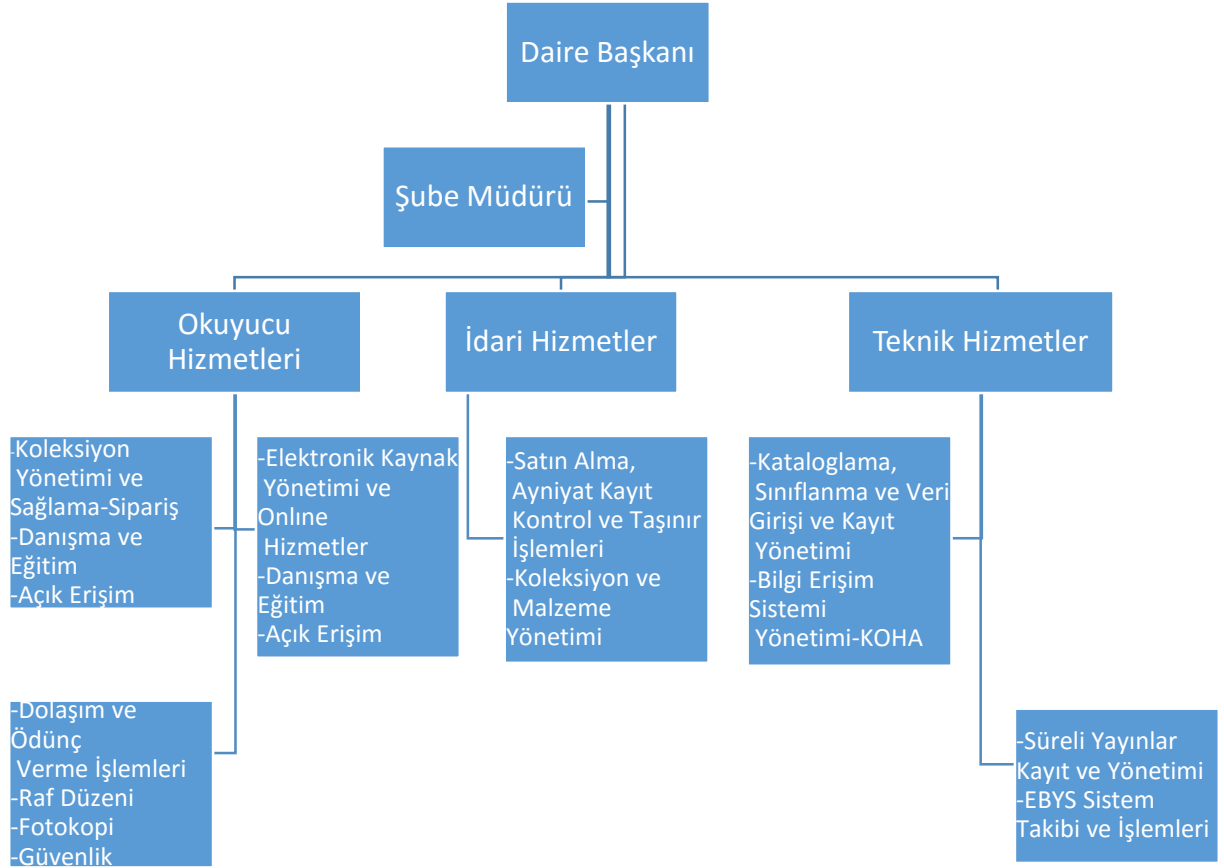 Daire Başkanı
Şube Müdürü
Okuyucu
Hizmetleri
İdari Hizmetler
Teknik Hizmetler
-Koleksiyon
Yönetimi ve
Sağlama-Sipariş
-Danışma ve
Eğitim
-Açık Erişim
-Elektronik Kaynak
Yönetimi ve
Onlıne
Hizmetler
-Danışma ve
Eğitim
-Açık Erişim
-Satın Alma,
Ayniyat Kayıt
Kontrol ve Taşınır
İşlemleri
-Koleksiyon ve
Malzeme
Yönetimi
-Kataloglama,
Sınıflanma ve Veri
Girişi ve Kayıt
Yönetimi
-Bilgi Erişim
Sistemi
Yönetimi-KOHA
-Dolaşım ve
Ödünç
Verme İşlemleri
-Raf Düzeni
-Fotokopi
-Güvenlik
-Süreli Yayınlar
Kayıt ve Yönetimi
-EBYS Sistem
Takibi ve İşlemleri